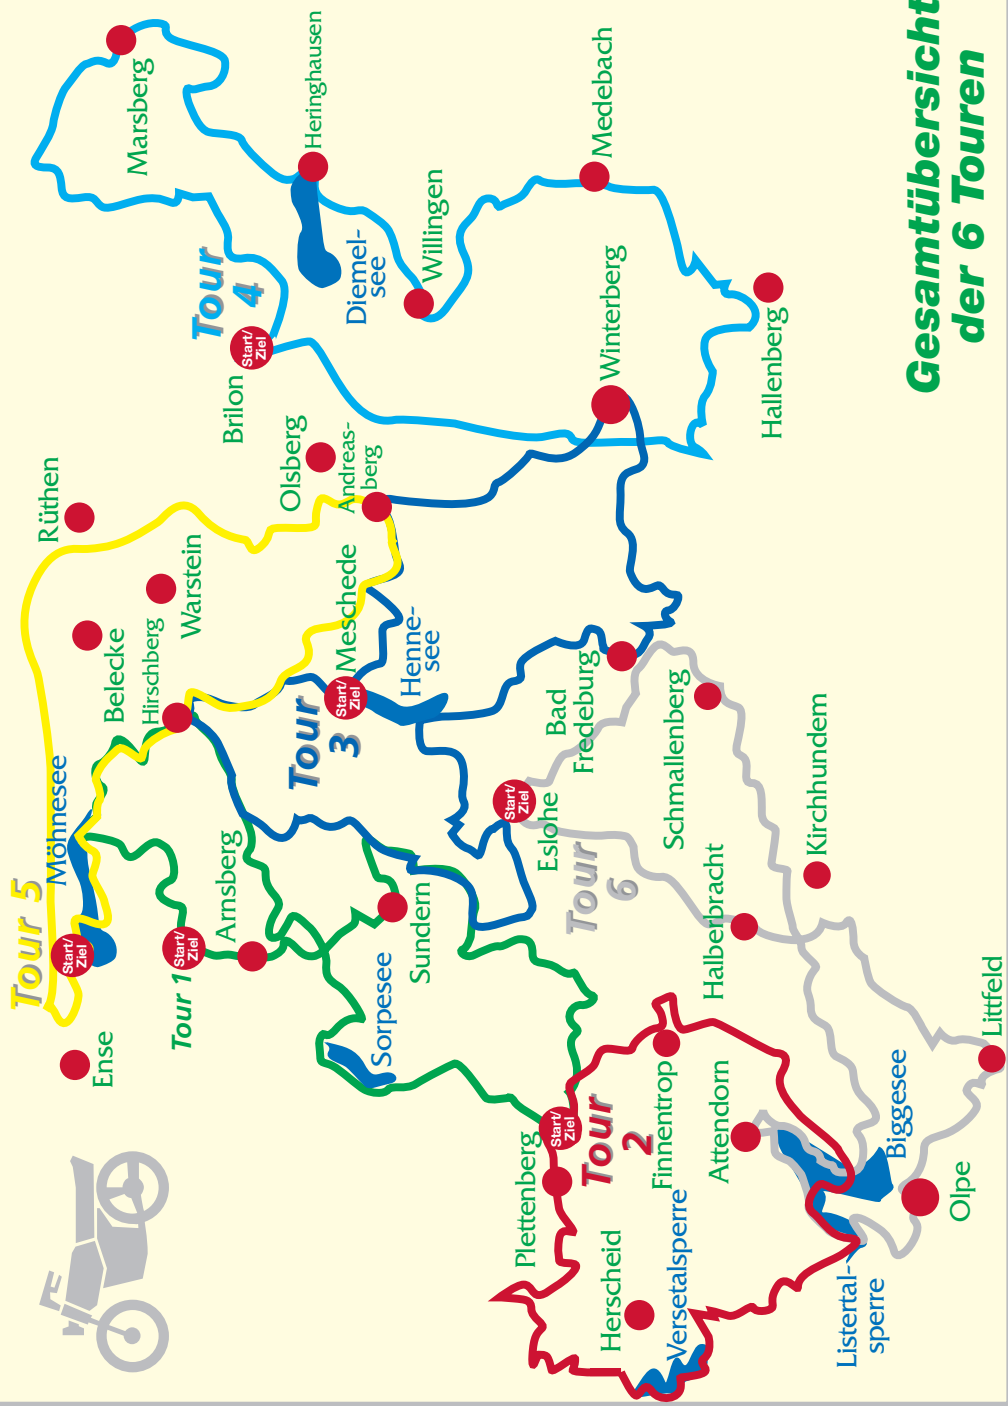 Gesamtübersicht
der 6 Touren
Ense
Tour 5
Start/
Ziel
Möhnesee
Belecke
Rüthen
Marsberg
Tour 1
Start/
Ziel
Arnsberg
Hirschberg
Warstein
Tour
4
Brilon
Start/
Ziel
Olsberg
Heringhausen
Diemel-
see
Andreas-
berg
Tour
3
Start/
Ziel
Meschede
Henne-
see
Willingen
Sorpesee
Sundern
Plettenberg
Start/
Ziel
Tour
2
Start/
Ziel
Eslohe
Tour
6
Bad
Fredeburg
Winterberg
Medebach
Herscheid
Versetalsperre
Finnentrop
Attendorn
Halberbracht
Schmallenberg
Hallenberg
Kirchhundem
Listertal-
sperre
Biggesee
Olpe
Littfeld